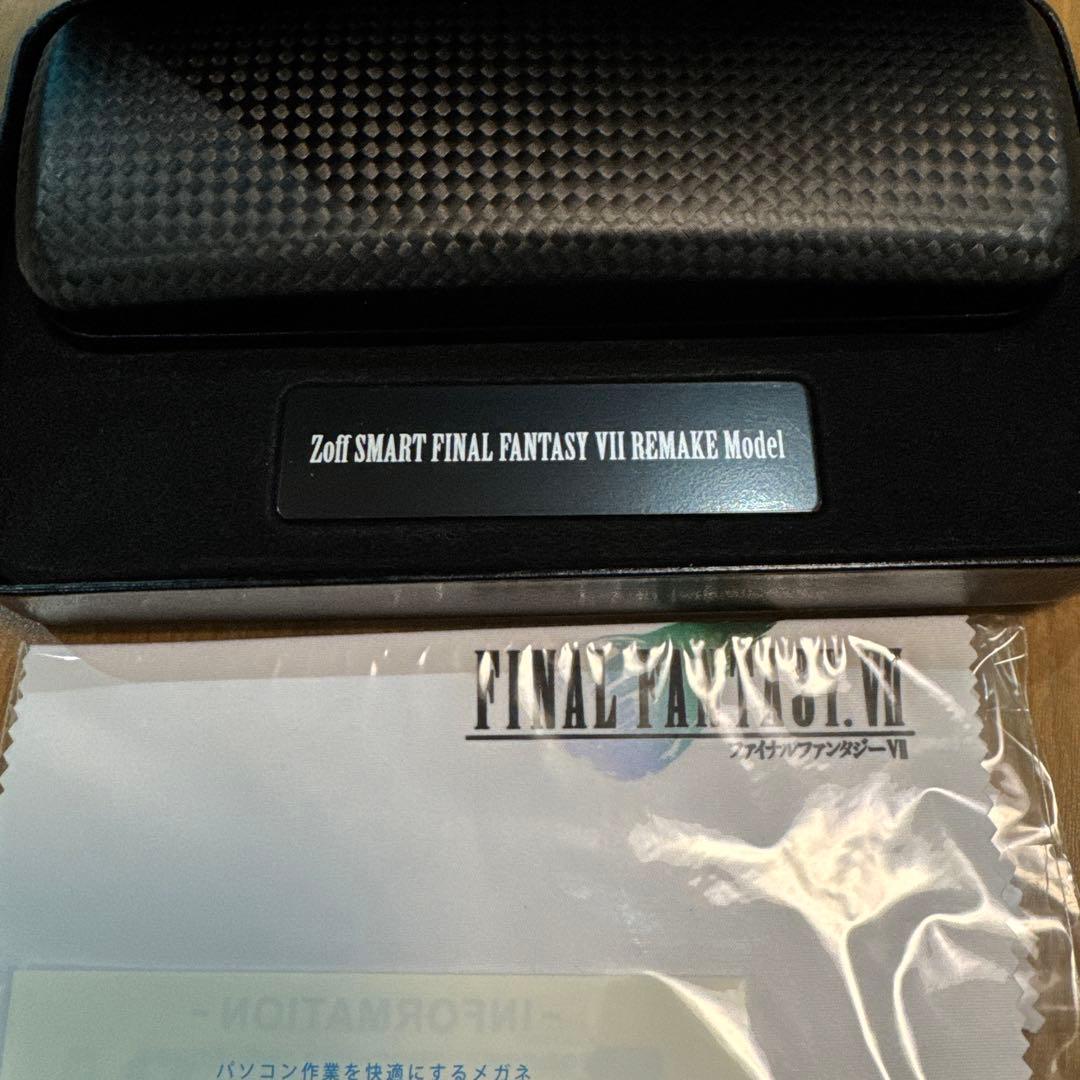 Zoff SMART FINAL FANTASY VII REMAKE Model
FINAL FANTASY. VII
ファイナルファンタジーVII
-INFORMATION-
パソコン作業を快適にするメガネ